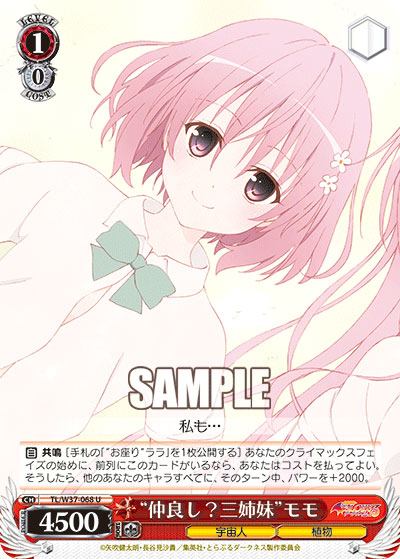 LEVEL
1
0
COST
SAMPLE
私も…
自 共鳴 [手札の「“お座り”ララ」を1枚公開する] あなたのクライマックスフェ
イズの始めに、前列にこのカードがいるなら、あなたはコストを払ってよい。
そうしたら、他のあなたのキャラすべてに、そのターン中、パワーを+2000。
CH TL/W37-068 U
4500
“仲良し？三姉妹”モモ
宇宙人
植物
©矢吹健太朗・長谷見沙貴／集英社・とらぶるダークネス製作委員会